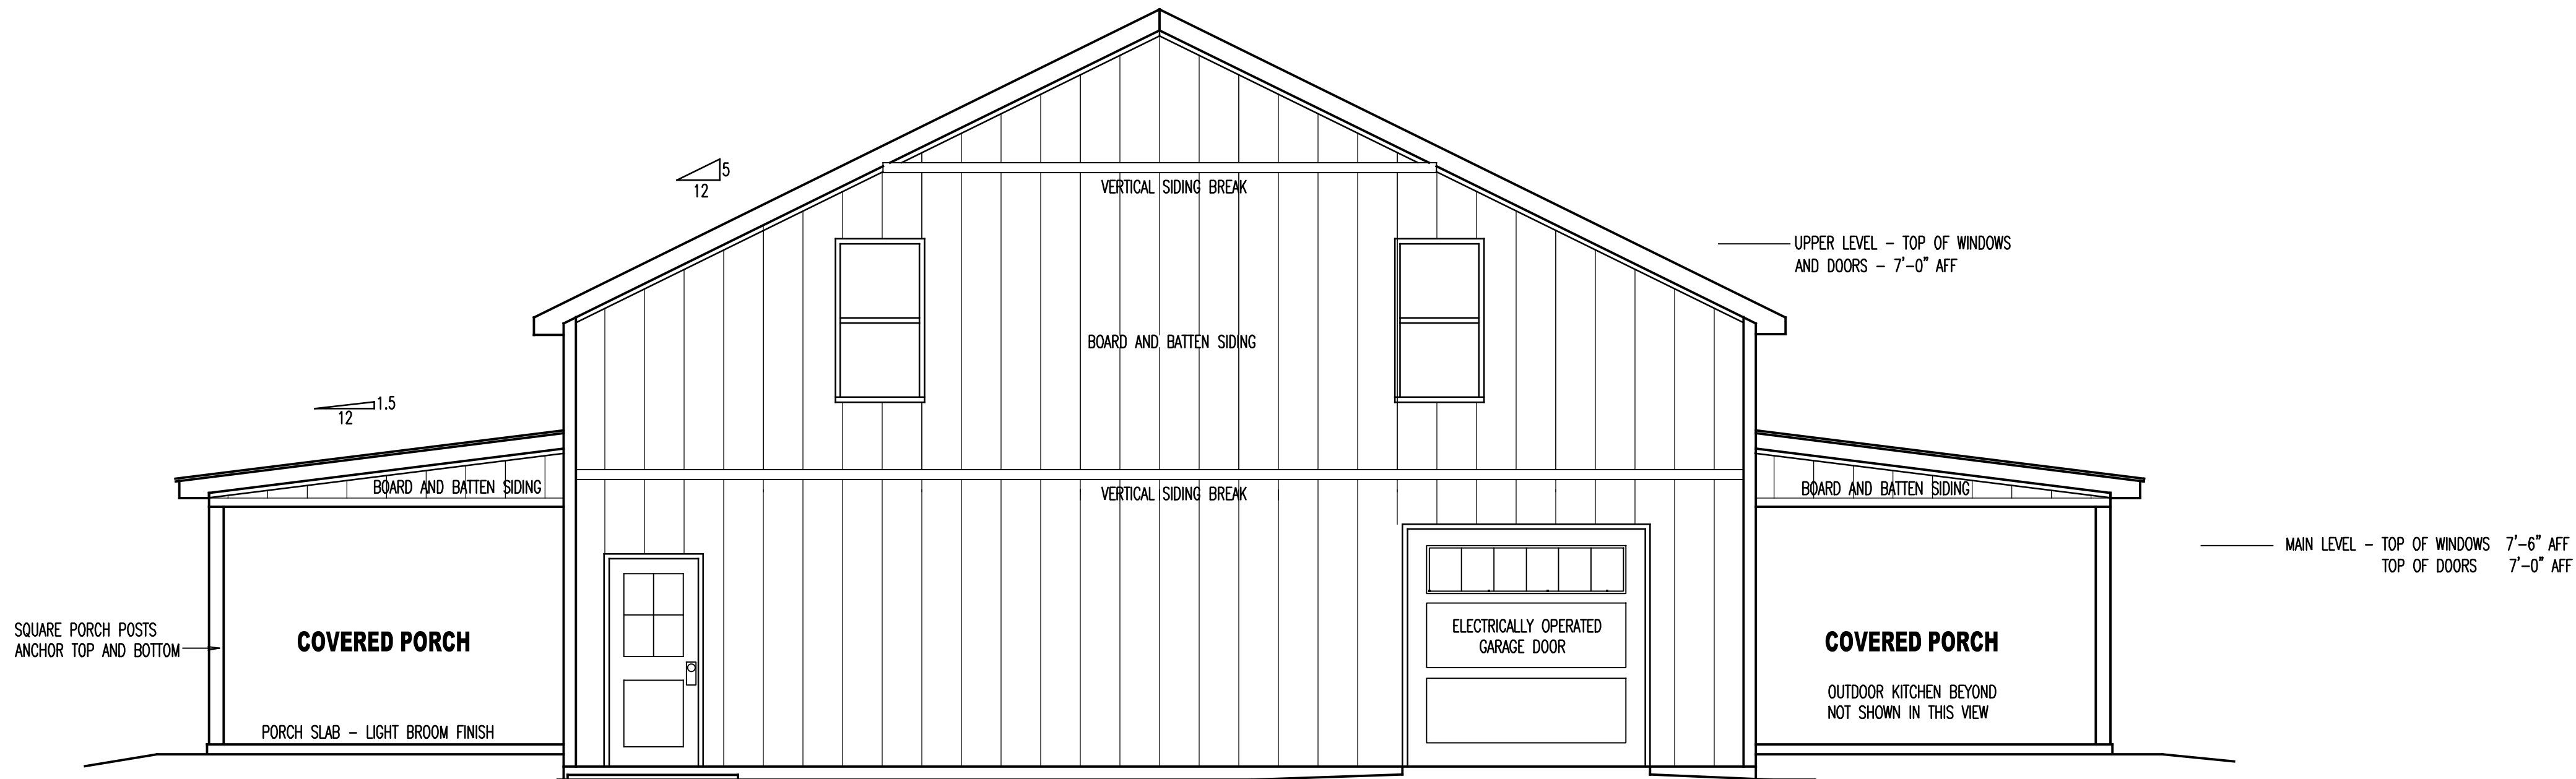 5
12
VERTICAL SIDING BREAK
UPPER LEVEL - TOP OF WINDOWS
AND DOORS - 7'-0" AFF
BOARD AND BATTEN SIDING
1.5
12
BOARD AND BATTEN SIDING
VERTICAL SIDING BREAK
BOARD AND BATTEN SIDING
MAIN LEVEL - TOP OF WINDOWS 7'-6" AFF
TOP OF DOORS 7'-0" AFF
SQUARE PORCH POSTS
ANCHOR TOP AND BOTTOM
COVERED PORCH
PORCH SLAB - LIGHT BROOM FINISH
ELECTRICALLY OPERATED
GARAGE DOOR
COVERED PORCH
OUTDOOR KITCHEN BEYOND
NOT SHOWN IN THIS VIEW